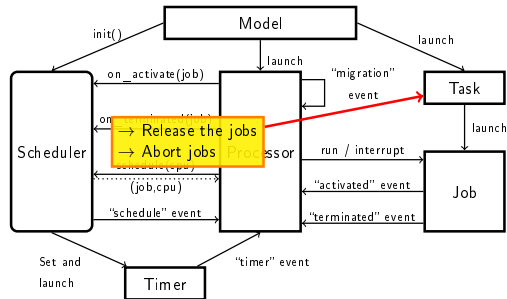 Model
init()
launch
launch
on_activate(job)
"migration"
event
Task
→ Release the jobs
→ Abort jobs
launch
Scheduler
run / interrupt
(job,cpu)
"activated" event
Job
"schedule" event
"terminated" event
Set and
launch
"timer" event
Timer